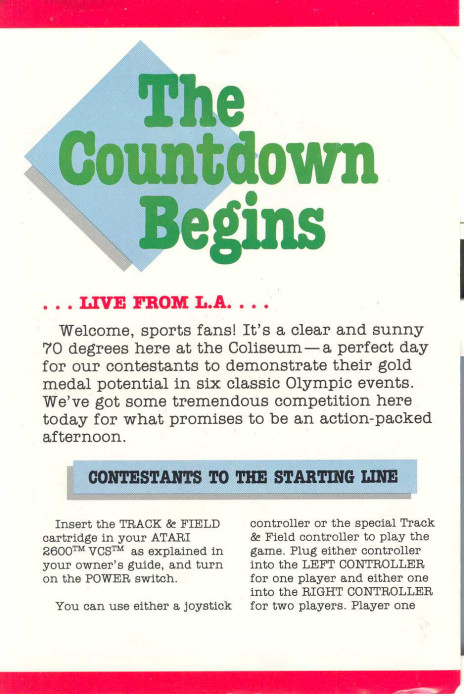 The
Countdown
Begins
. . . LIVE FROM L.A. . . .
Welcome, sports fans! It's a clear and sunny
70 degrees here at the Coliseum—a perfect day
for our contestants to demonstrate their gold
medal potential in six classic Olympic events.
We've got some tremendous competition here
today for what promises to be an action-packed
afternoon.
CONTESTANTS TO THE STARTING LINE
Insert the TRACK & FIELD
cartridge in your ATARI
2600™ VCS™ as explained in
your owner's guide, and turn
on the POWER switch.
You can use either a joystick
controller or the special Track
& Field controller to play the
game. Plug either controller
into the LEFT CONTROLLER
for one player and either one
into the RIGHT CONTROLLER
for two players. Player one